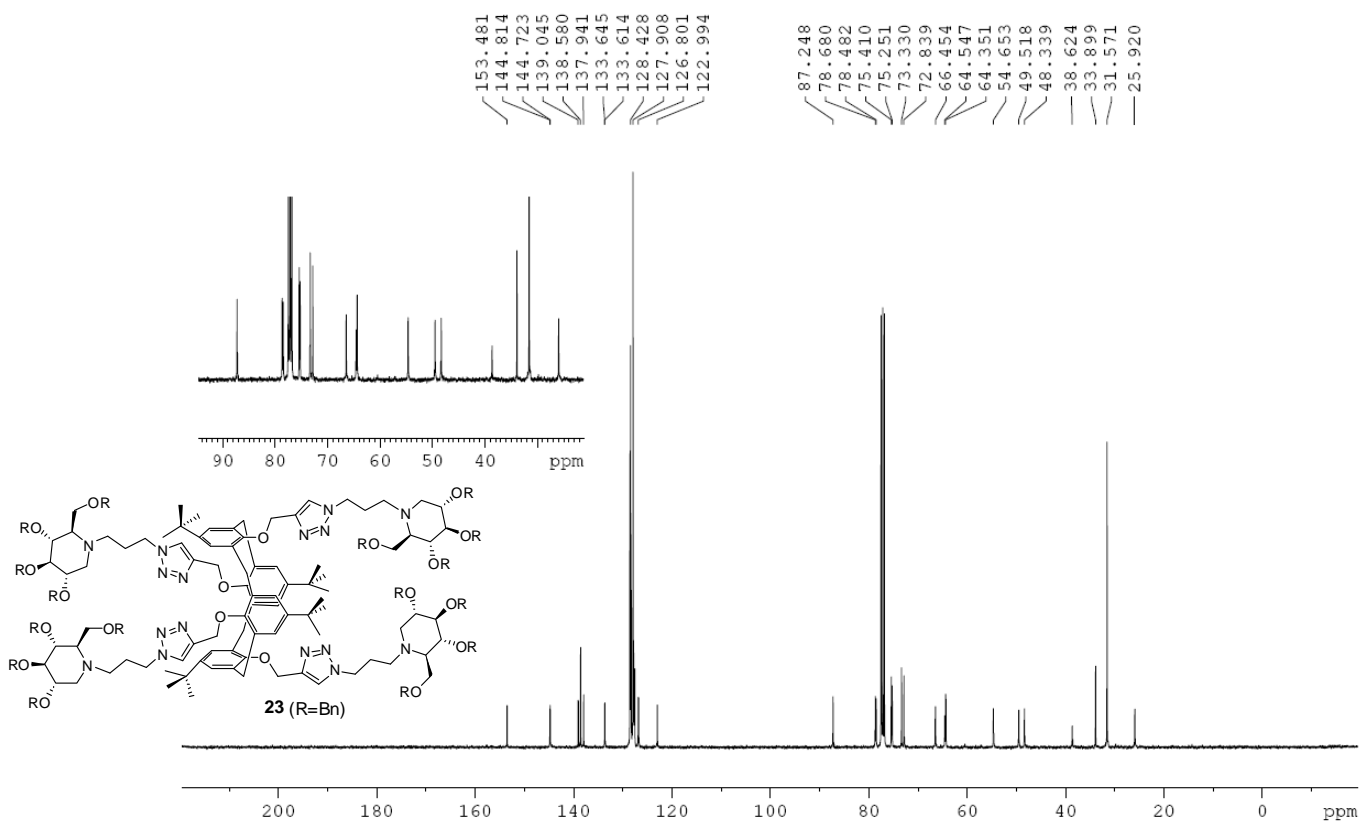 153.481
144.814
144.723
139.045
138.580
137.941
133.645
133.614
128.428
127.908
126.801
122.994
87.248
78.680
78.482
75.410
75.251
73.330
72.839
66.454
64.547
64.351
54.653
49.518
48.339
38.624
33.899
31.571
25.920
90 80 70 60 50 40 ppm
OR
RO
RO
RO
N
N
N=N
O
O
N
N=N
N
OR
OR
OR
RO
RO
OR
RO
RO
N
N=N
N
O
O
N=N
N
N
RO
OR
OR
RO
23 (R=Bn)
200 180 160 140 120 100 80 60 40 20 0 ppm